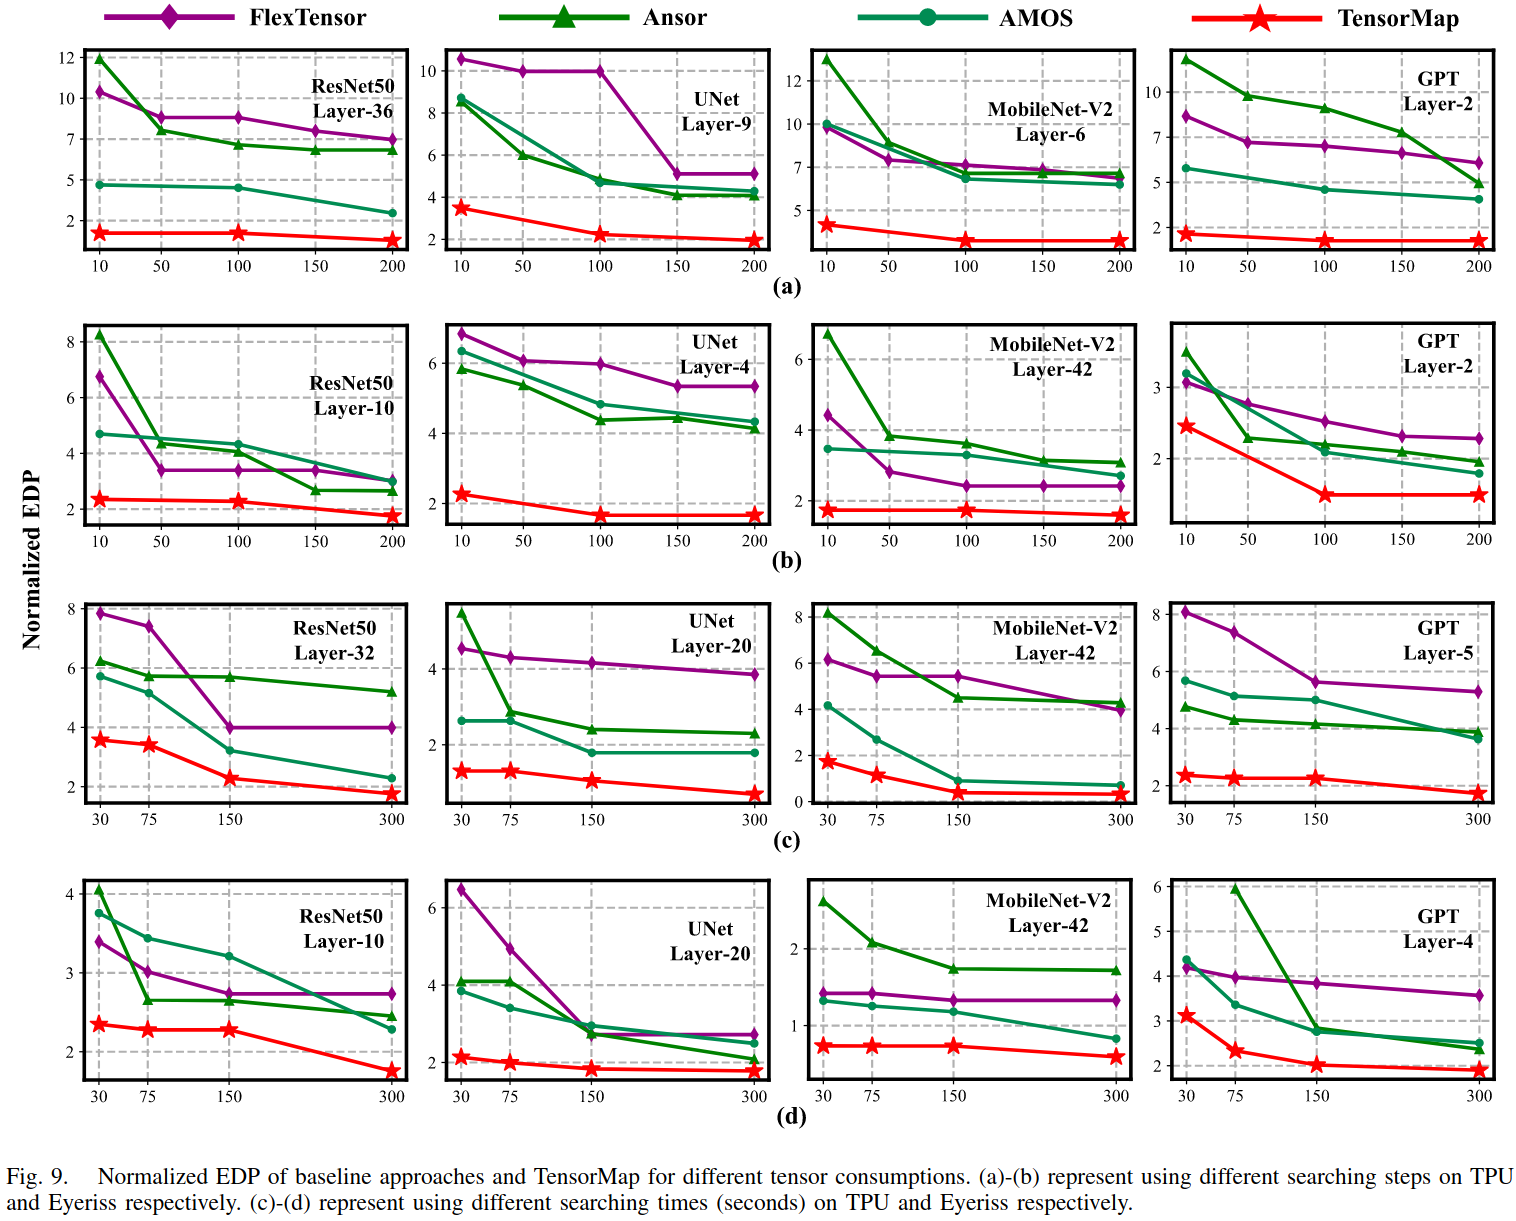 FlexTensor Ansor AMOS TensorMap
Normalized EDP
12
10
7
5
2
10 50 100 150 200
ResNet50
Layer-36
10
8
6
4
2
10 50 100 150 200
UNet
Layer-9
12
10
7
5
10 50 100 150 200
MobileNet-V2
Layer-6
10
7
5
2
10 50 100 150 200
GPT
Layer-2
(a)
8
6
4
2
10 50 100 150 200
ResNet50
Layer-10
6
4
2
10 50 100 150 200
UNet
Layer-4
6
4
2
10 50 100 150 200
MobileNet-V2
Layer-42
3
2
10 50 100 150 200
GPT
Layer-2
(b)
8
6
4
2
30 75 150 300
ResNet50
Layer-32
4
2
30 75 150 300
UNet
Layer-20
8
6
4
2
0
30 75 150 300
MobileNet-V2
Layer-42
8
6
4
2
30 75 150 300
GPT
Layer-5
(c)
4
3
2
30 75 150 300
ResNet50
Layer-10
6
4
2
30 75 150 300
UNet
Layer-20
2
1
30 75 150 300
MobileNet-V2
Layer-42
6
5
4
3
2
30 75 150 300
GPT
Layer-4
(d)
Fig. 9. Normalized EDP of baseline approaches and TensorMap for different tensor consumptions. (a)-(b) represent using different searching steps on TPU
and Eyeriss respectively. (c)-(d) represent using different searching times (seconds) on TPU and Eyeriss respectively.